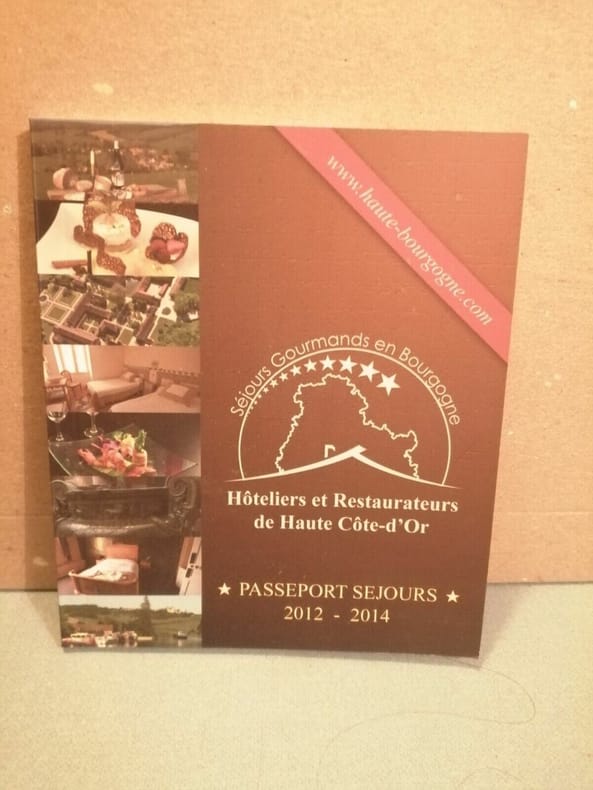 www.haute-bourgogne.com
Séjours Gourmands en Bourgogne
Hôteliers et Restaurateurs
de Haute Côte-d'Or
★ PASSEPORT SEJOURS ★
2012 - 2014